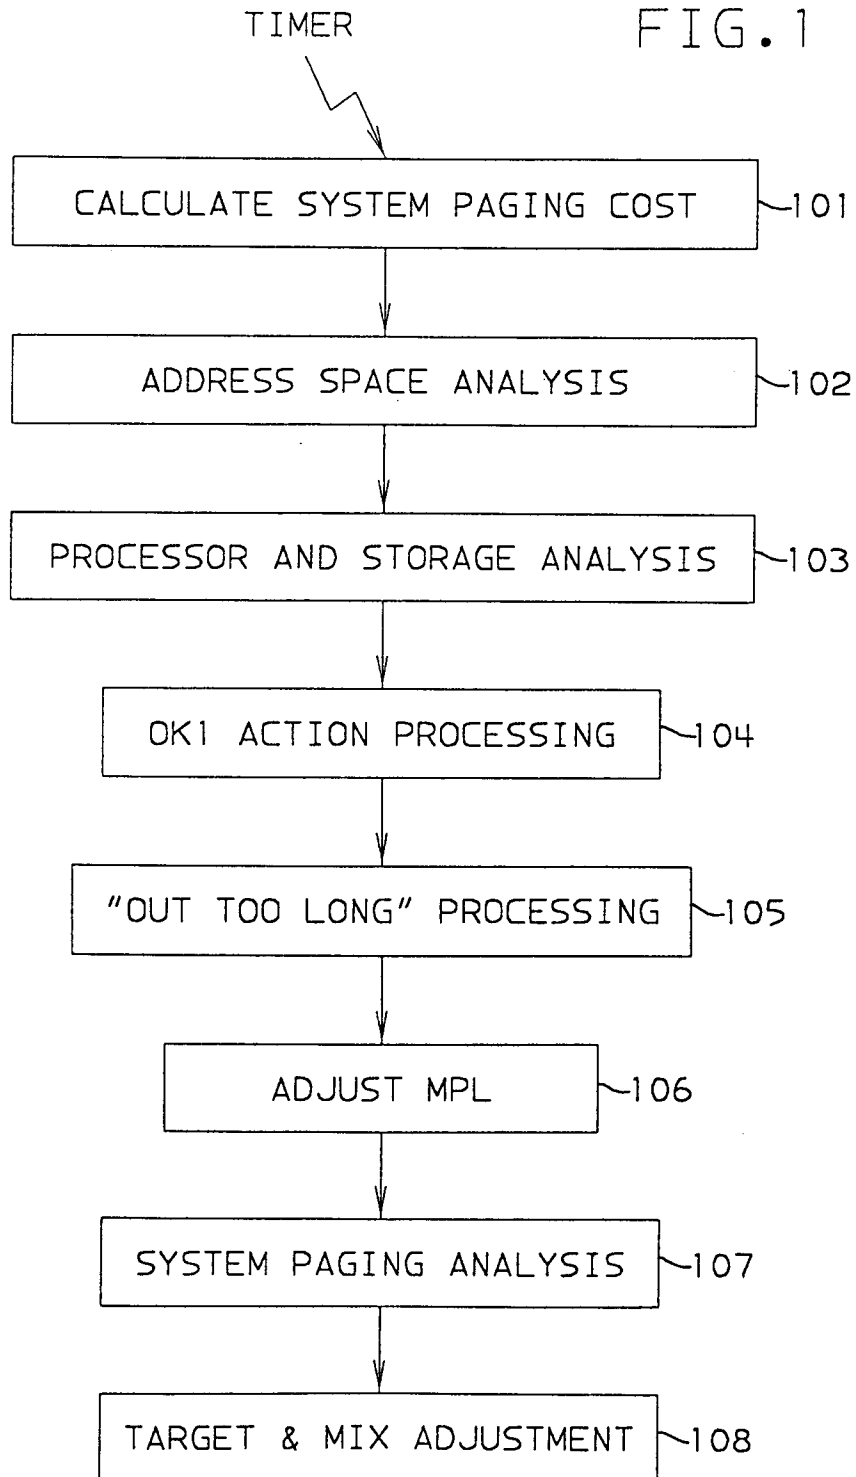 TIMER
FIG.1
CALCULATE SYSTEM PAGING COST
101
ADDRESS SPACE ANALYSIS
102
PROCESSOR AND STORAGE ANALYSIS
103
OK1 ACTION PROCESSING
104
"OUT TOO LONG" PROCESSING
105
ADJUST MPL
106
SYSTEM PAGING ANALYSIS
107
TARGET & MIX ADJUSTMENT
108